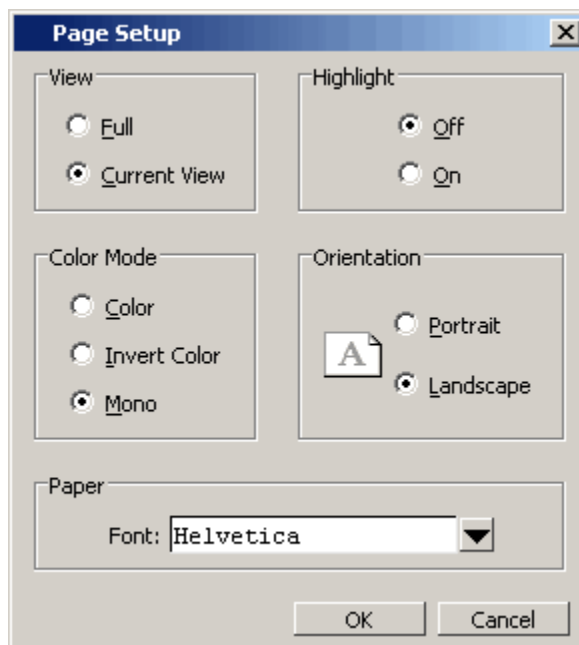 Page Setup
View
Full
Current View
Highlight
Off
On
Color Mode
Color
Invert Color
Mono
Orientation
A
Portrait
Landscape
Paper
Font: Helvetica
OK Cancel